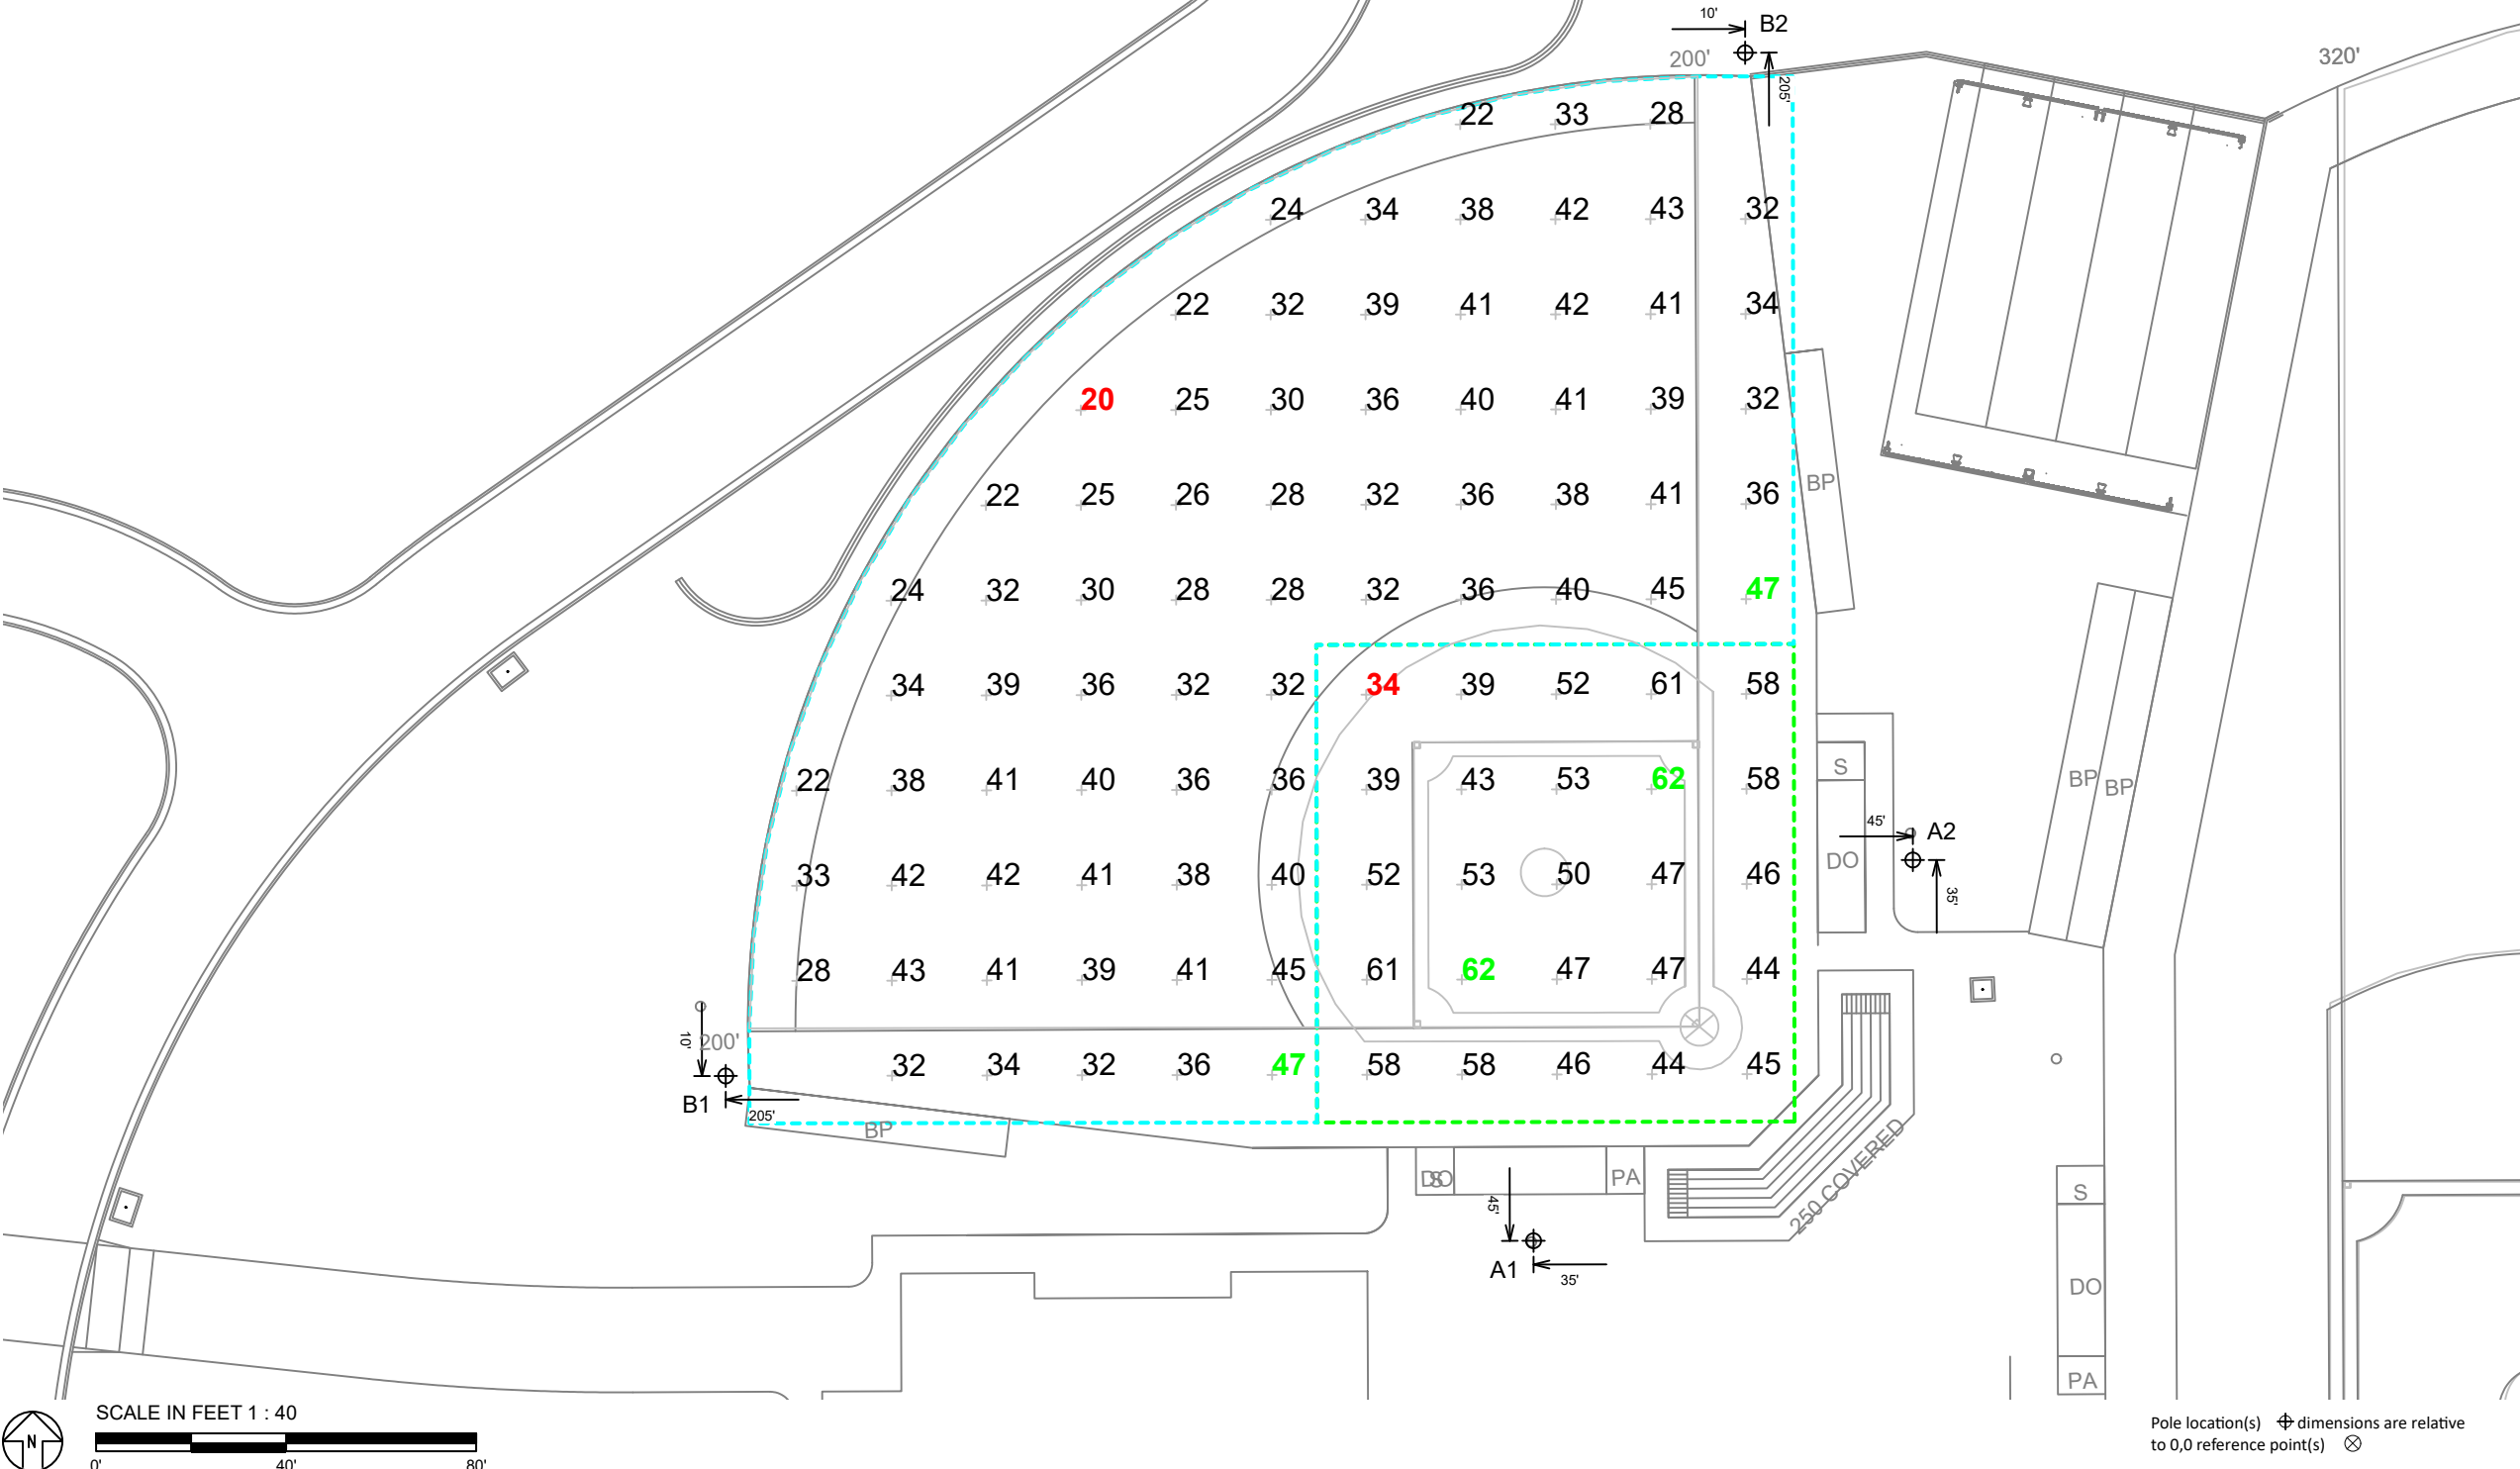 10' B2
200' 320'
205'
22 33 28
24 34 38 42 43 32
22 32 39 41 42 41 34
20 25 30 36 40 41 39 32
22 25 26 28 32 36 38 41 36
BP
24 32 30 28 28 32 36 40 45 47
34 39 36 32 32 34 39 52 61 58
22 38 41 40 36 36 39 43 53 62 58
S
BP BP
45' A2
33 42 42 41 38 40 52 53 50 47 46
DO
35'
28 43 41 39 41 45 61 62 47 47 44
10'
200'
32 34 32 36 47 58 58 46 44 45
B1
205'
BP
DO S PA
250 COVERED
S
45'
A1
35'
DO
PA
SCALE IN FEET 1 : 40
N
0' 40' 80'
Pole location(s) dimensions are relative
to 0,0 reference point(s)